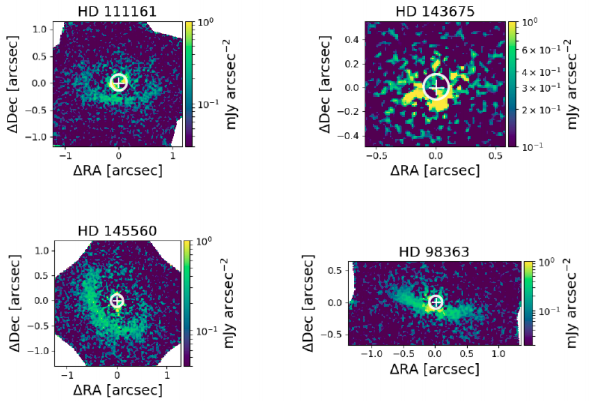 HD 111161
ΔDec [arcsec]
1.0
0.5
0.0
−0.5
−1.0
−1 0 1
ΔRA [arcsec]
10⁰
10⁻¹
mJy arcsec⁻²
HD 143675
ΔDec [arcsec]
0.4
0.2
0.0
−0.2
−0.4
−0.5 0.0 0.5
ΔRA [arcsec]
10⁰
6 × 10⁻¹
4 × 10⁻¹
3 × 10⁻¹
2 × 10⁻¹
10⁻¹
mJy arcsec⁻²
HD 145560
ΔDec [arcsec]
1.0
0.5
0.0
−0.5
−1.0
−1 0 1
ΔRA [arcsec]
10⁰
10⁻¹
mJy arcsec⁻²
HD 98363
ΔDec [arcsec]
0.5
0.0
−0.5
−1.0 −0.5 0.0 0.5 1.0
ΔRA [arcsec]
10⁰
10⁻¹
mJy arcsec⁻²